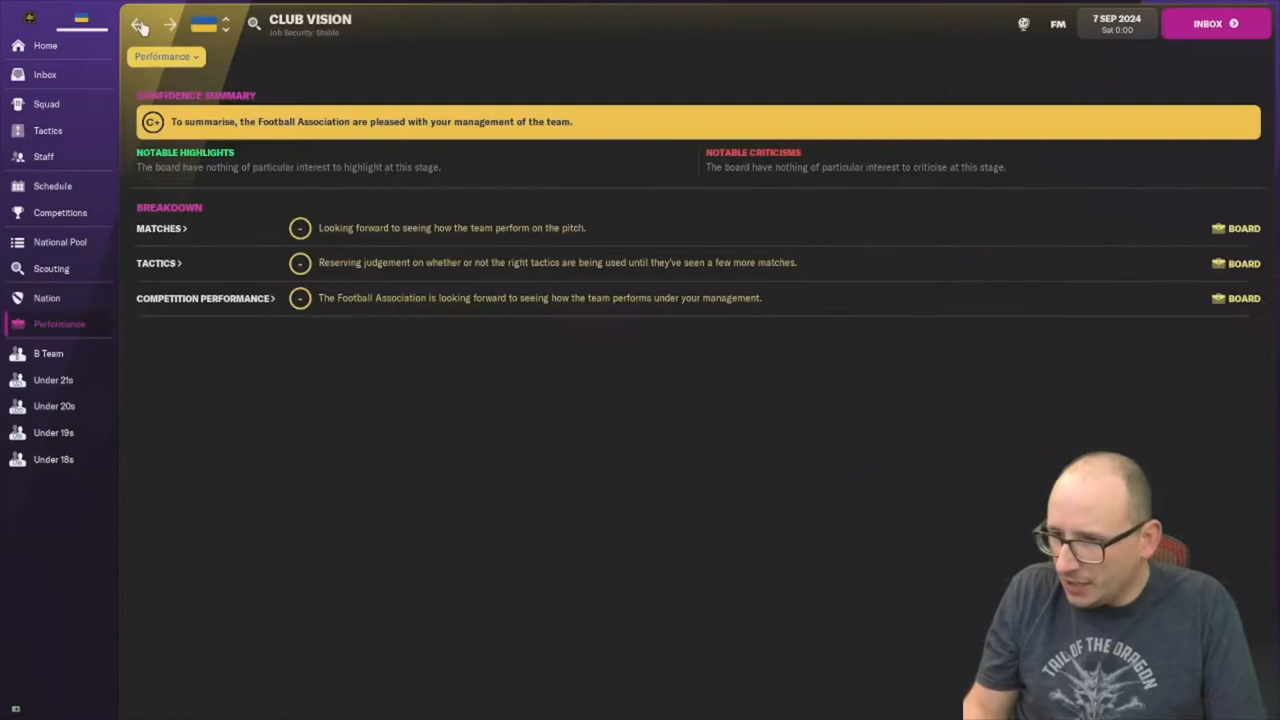 CLUB VISION
Job Security: Stable
FM
7 SEP 2024
Sat 0:00
INBOX
Home
Inbox
Squad
Tactics
Staff
Schedule
Competitions
National Pool
Scouting
Nation
Performance
B Team
Under 21s
Under 20s
Under 19s
Under 18s
Performance
CONFIDENCE SUMMARY
C+ To summarise, the Football Association are pleased with your management of the team.
NOTABLE HIGHLIGHTS
The board have nothing of particular interest to highlight at this stage.
NOTABLE CRITICISMS
The board have nothing of particular interest to criticise at this stage.
BREAKDOWN
MATCHES > - Looking forward to seeing how the team perform on the pitch. BOARD
TACTICS > - Reserving judgement on whether or not the right tactics are being used until they've seen a few more matches. BOARD
COMPETITION PERFORMANCE > - The Football Association is looking forward to seeing how the team performs under your management. BOARD
TAIL OF THE DRAGON